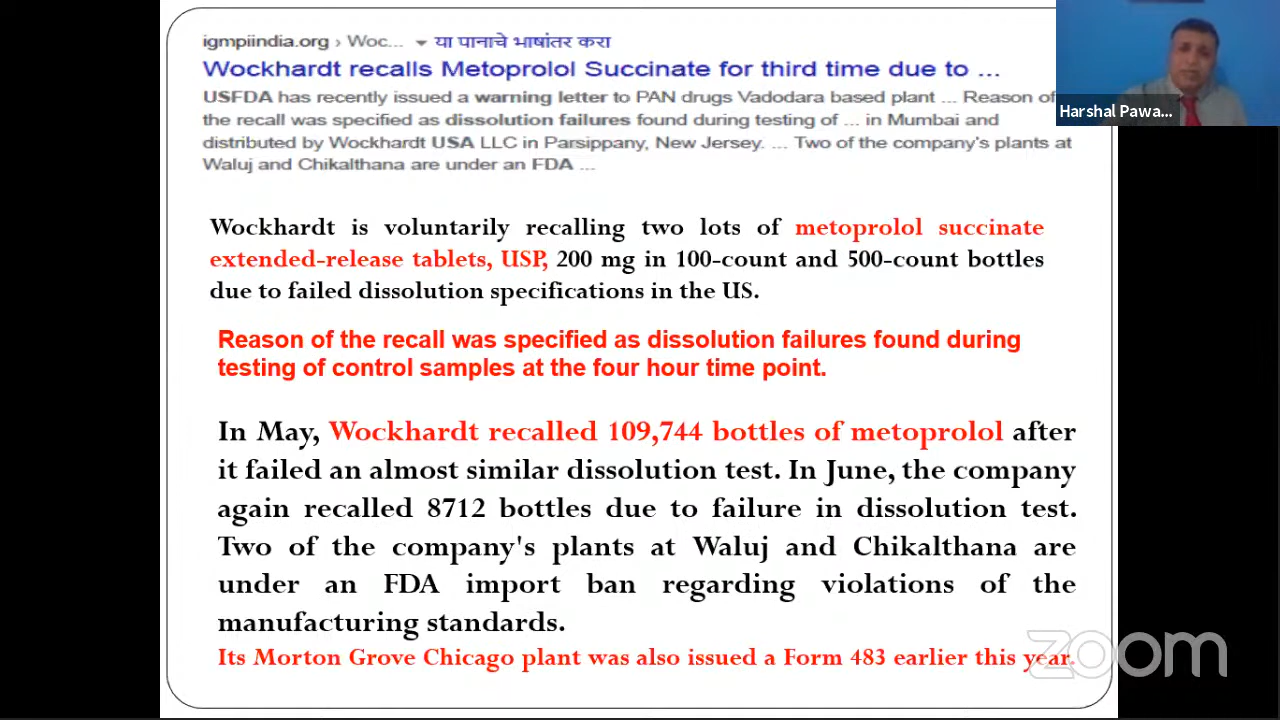 igmpiindia.org › Woc... ▾ या पानाचे भाषांतर करा
Wockhardt recalls Metoprolol Succinate for third time due to ...
USFDA has recently issued a warning letter to PAN drugs Vadodara based plant ... Reason of
the recall was specified as dissolution failures found during testing of ... in Mumbai and
distributed by Wockhardt USA LLC in Parsippany, New Jersey. ... Two of the company's plants at
Waluj and Chikalthana are under an FDA ...
Harshal Pawa...
Wockhardt is voluntarily recalling two lots of metoprolol succinate
extended-release tablets, USP, 200 mg in 100-count and 500-count bottles
due to failed dissolution specifications in the US.
Reason of the recall was specified as dissolution failures found during
testing of control samples at the four hour time point.
In May, Wockhardt recalled 109,744 bottles of metoprolol after
it failed an almost similar dissolution test. In June, the company
again recalled 8712 bottles due to failure in dissolution test.
Two of the company's plants at Waluj and Chikalthana are
under an FDA import ban regarding violations of the
manufacturing standards.
Its Morton Grove Chicago plant was also issued a Form 483 earlier this year.
zoom